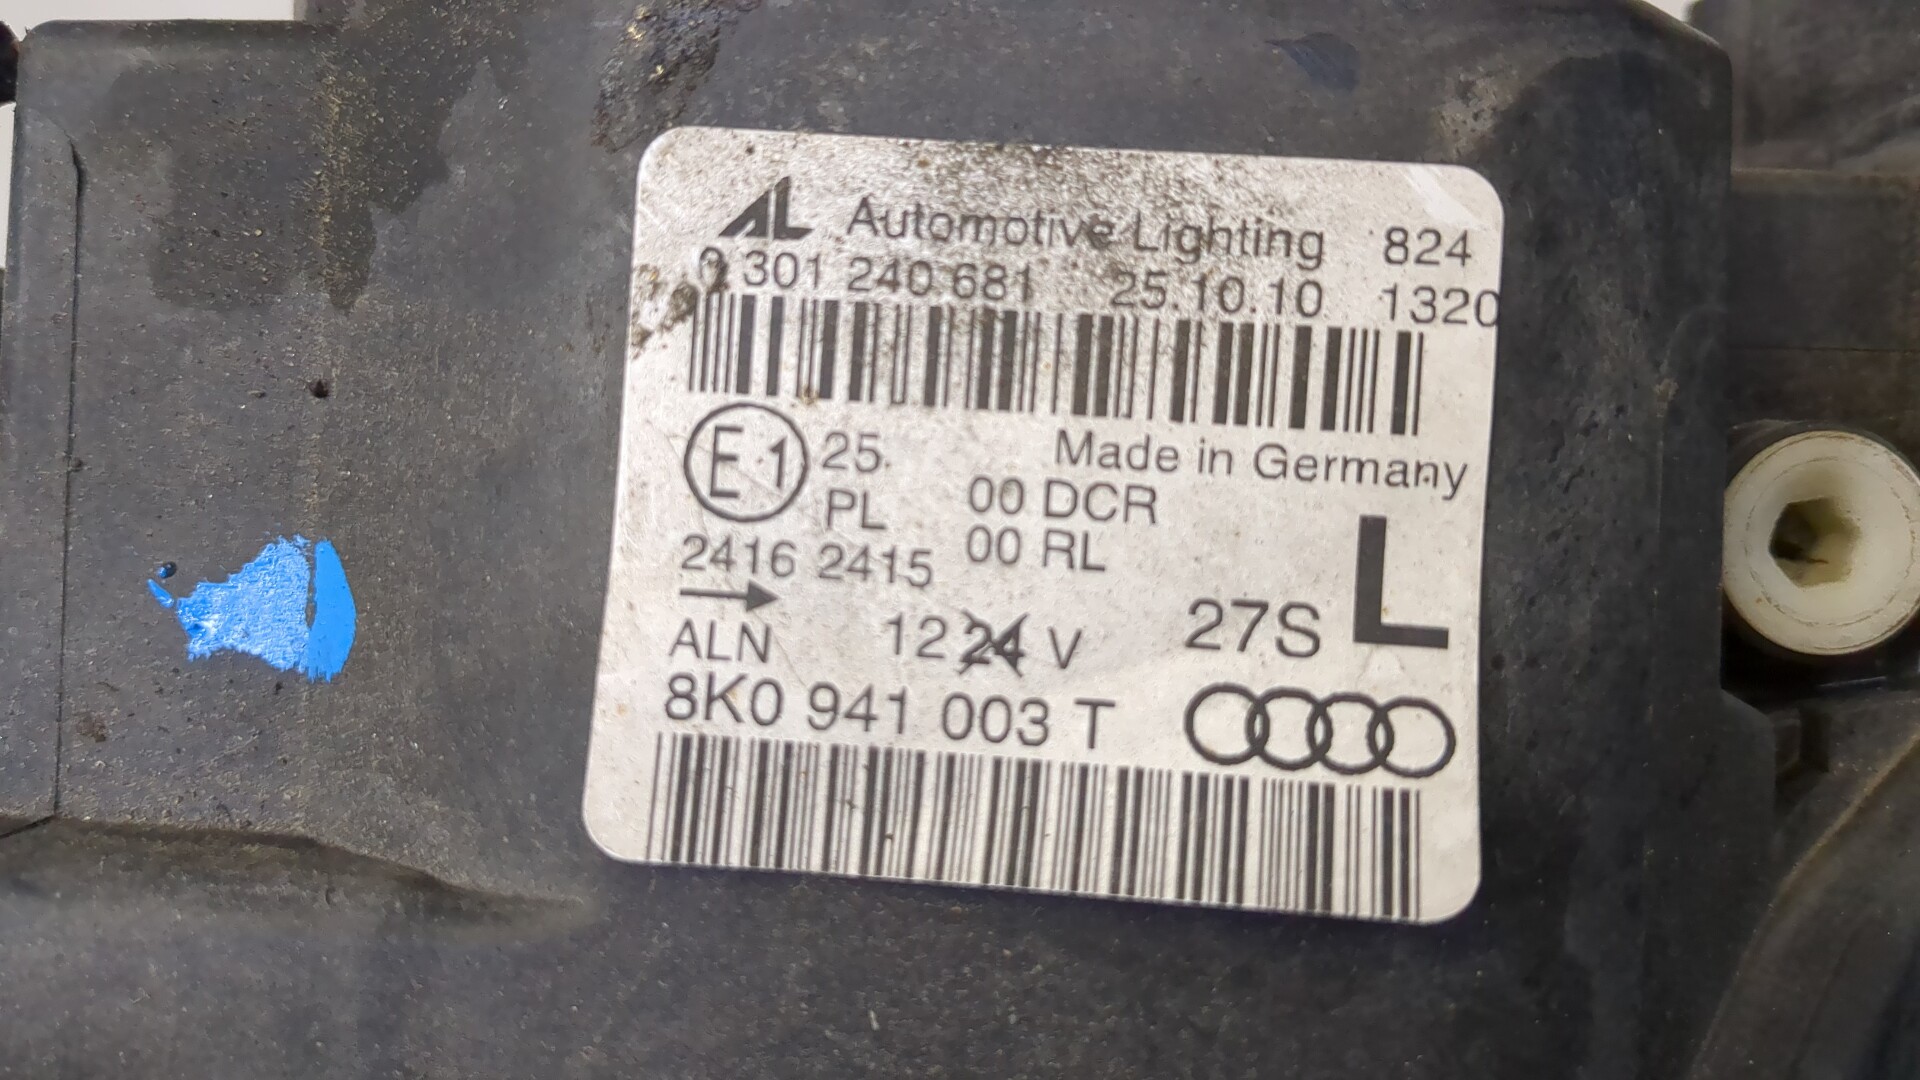 AL Automotive Lighting 824
0 301 240 681 25.10.10 1320
E1 25. Made in Germany
PL 00 DCR
2416 2415 00 RL
L
ALN 12 24 V 27S
8K0 941 003 T